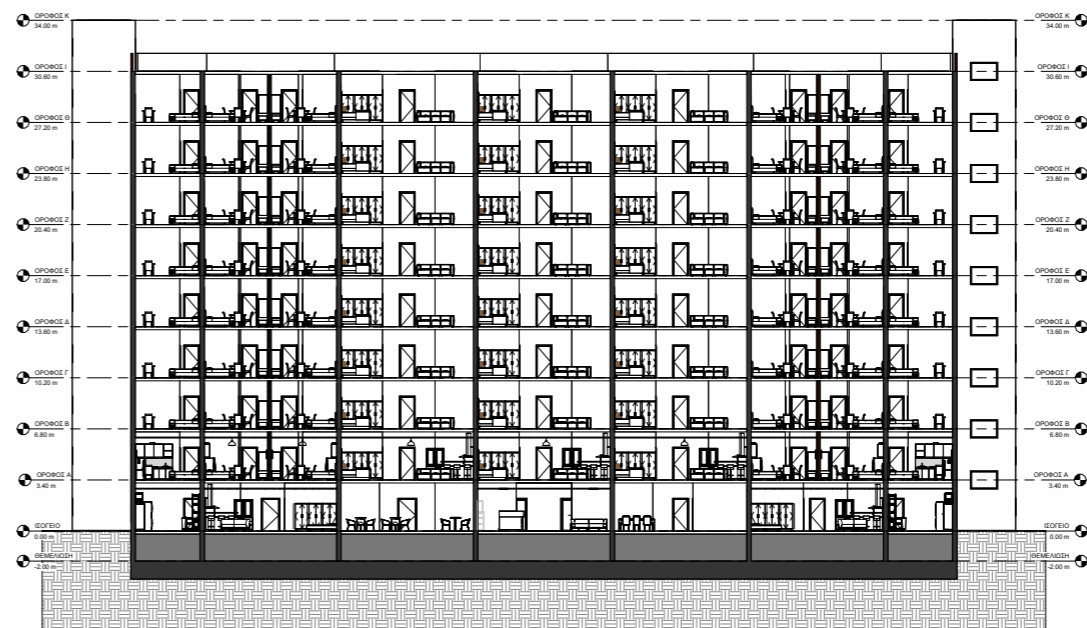 ΟΡΟΦΟΣ Κ
34.00 m
ΟΡΟΦΟΣ Κ
34.00 m
ΟΡΟΦΟΣ Ι
30.60 m
ΟΡΟΦΟΣ Ι
30.60 m
ΟΡΟΦΟΣ Θ
27.20 m
ΟΡΟΦΟΣ Θ
27.20 m
ΟΡΟΦΟΣ Η
23.80 m
ΟΡΟΦΟΣ Η
23.80 m
ΟΡΟΦΟΣ Ζ
20.40 m
ΟΡΟΦΟΣ Ζ
20.40 m
ΟΡΟΦΟΣ Ε
17.00 m
ΟΡΟΦΟΣ Ε
17.00 m
ΟΡΟΦΟΣ Δ
13.60 m
ΟΡΟΦΟΣ Δ
13.60 m
ΟΡΟΦΟΣ Γ
10.20 m
ΟΡΟΦΟΣ Γ
10.20 m
ΟΡΟΦΟΣ Β
6.80 m
ΟΡΟΦΟΣ Β
6.80 m
ΟΡΟΦΟΣ Α
3.40 m
ΟΡΟΦΟΣ Α
3.40 m
ΙΣΟΓΕΙΟ
0.00 m
ΙΣΟΓΕΙΟ
0.00 m
ΘΕΜΕΛΙΩΣΗ
-2.00 m
ΘΕΜΕΛΙΩΣΗ
-2.00 m